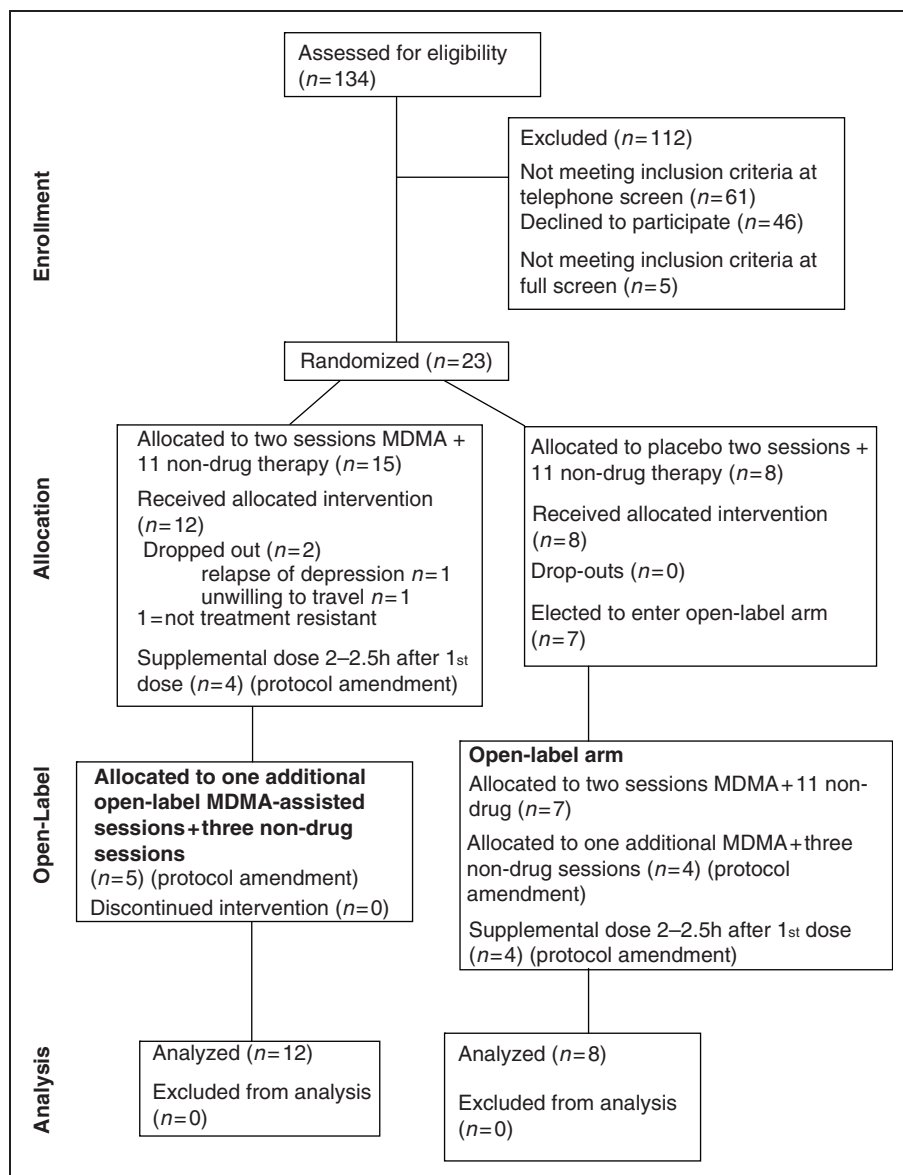 Assessed for eligibility
(n=134)
Excluded (n=112)
Not meeting inclusion criteria at
telephone screen (n=61)
Declined to participate (n=46)
Not meeting inclusion criteria at
full screen (n=5)
Enrollment
Randomized (n=23)
Allocation
Allocated to two sessions MDMA +
11 non-drug therapy (n=15)
Received allocated intervention
(n=12)
Dropped out (n=2)
relapse of depression n=1
unwilling to travel n=1
1=not treatment resistant
Supplemental dose 2–2.5h after 1st
dose (n=4) (protocol amendment)
Allocated to placebo two sessions +
11 non-drug therapy (n=8)
Received allocated intervention
(n=8)
Drop-outs (n=0)
Elected to enter open-label arm
(n=7)
Open-Label
Allocated to one additional
open-label MDMA-assisted
sessions+three non-drug
sessions
(n=5) (protocol amendment)
Discontinued intervention (n=0)
Open-label arm
Allocated to two sessions MDMA+11 non-
drug (n=7)
Allocated to one additional MDMA+three
non-drug sessions (n=4) (protocol
amendment)
Supplemental dose 2–2.5h after 1st dose
(n=4) (protocol amendment)
Analysis
Analyzed (n=12)
Excluded from analysis
(n=0)
Analyzed (n=8)
Excluded from analysis
(n=0)